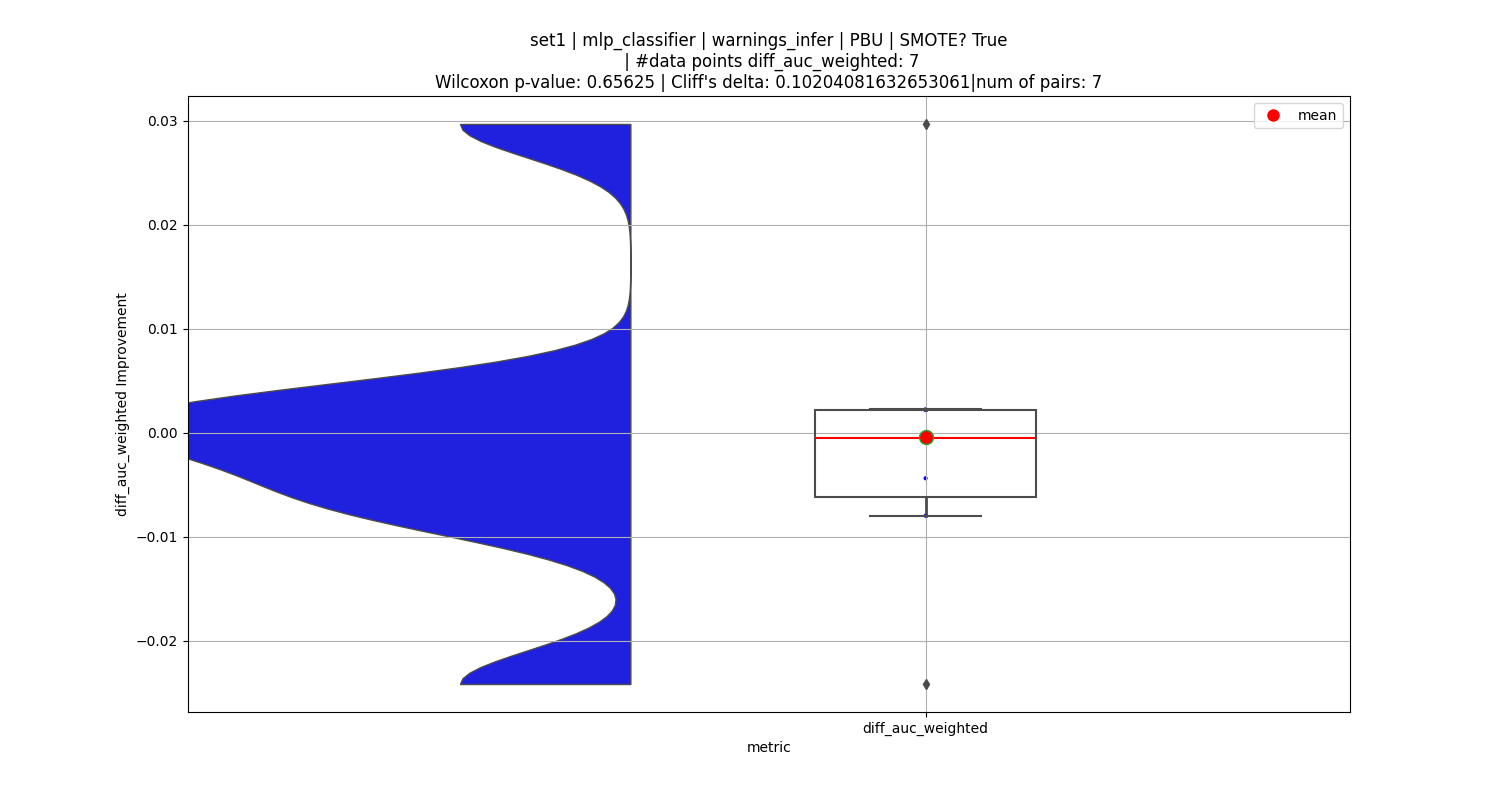 set1 | mlp_classifier | warnings_infer | PBU | SMOTE? True
| #data points diff_auc_weighted: 7
Wilcoxon p-value: 0.65625 | Cliff's delta: 0.10204081632653061|num of pairs: 7
mean
0.03
0.02
0.01
0.00
−0.01
−0.02
diff_auc_weighted Improvement
diff_auc_weighted
metric